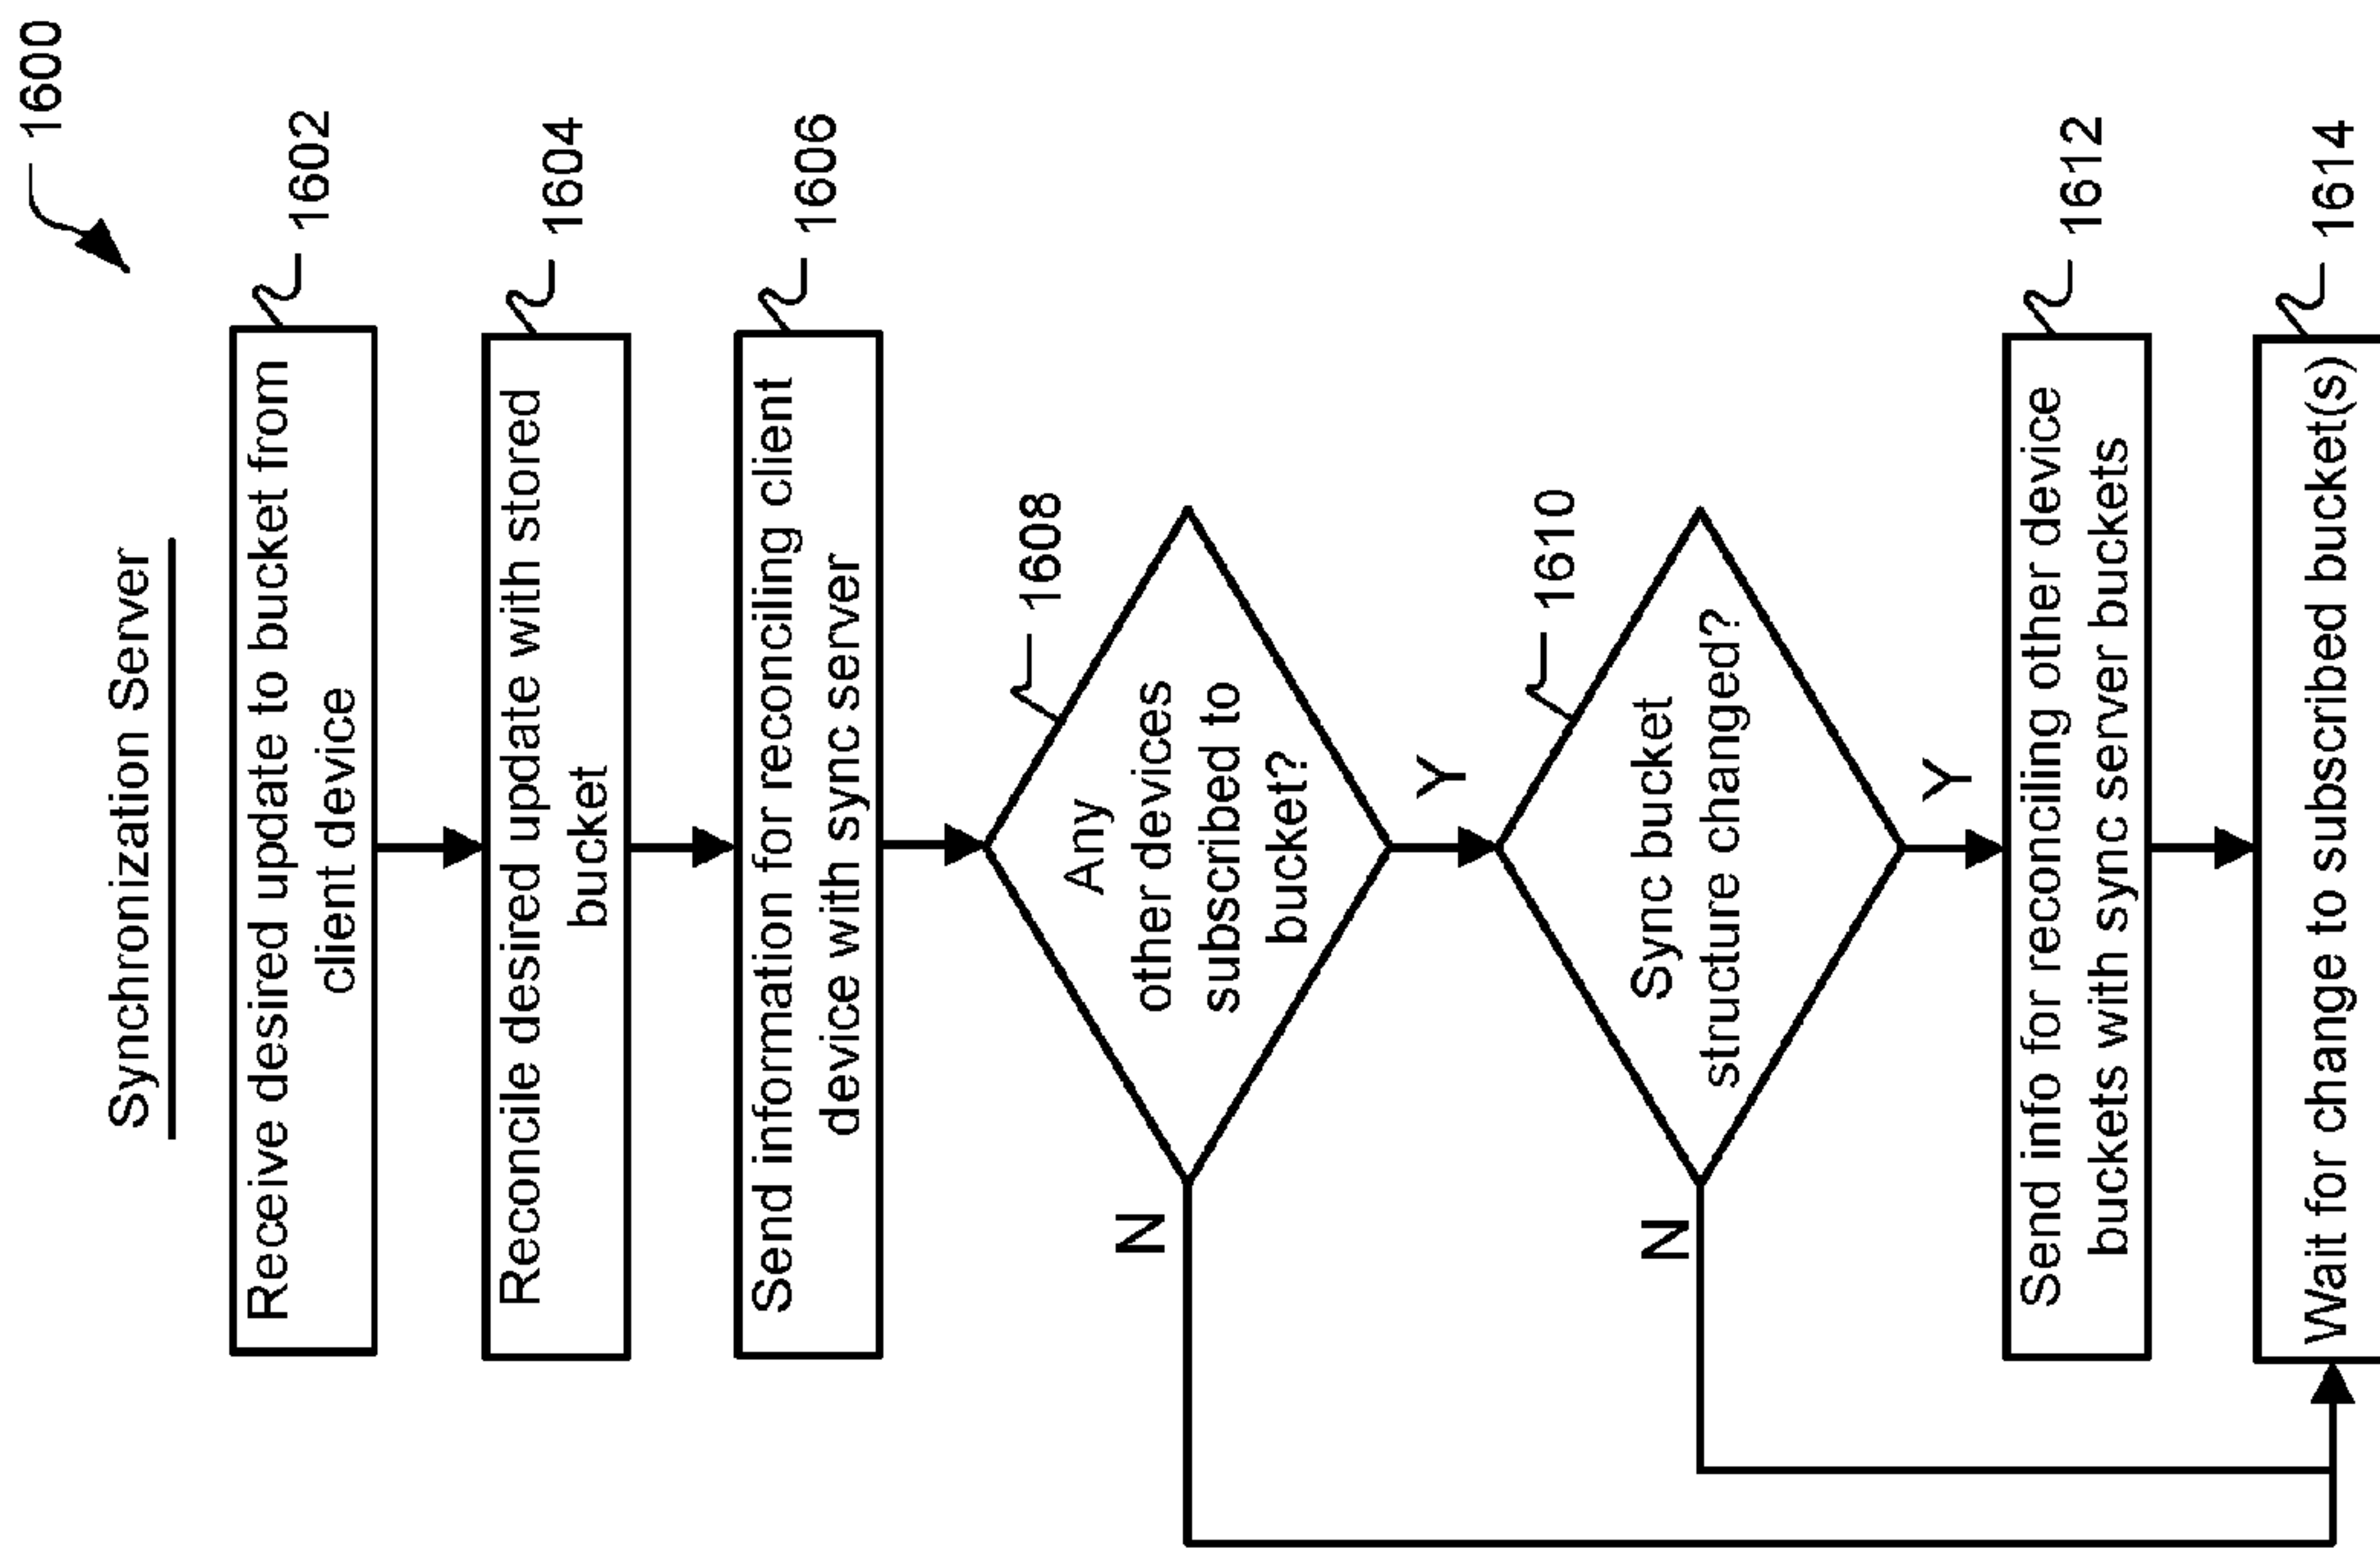 1600
Synchronization Server
Receive desired update to bucket from
client device
1602
Reconcile desired update with stored
bucket
1604
Send information for reconciling client
device with sync server
1606
Any
other devices
subscribed to
bucket?
1608
N
Y
Sync bucket
structure changed?
1610
N
Y
Send info for reconciling other device
buckets with sync server buckets
1612
Wait for change to subscribed bucket(s)
1614